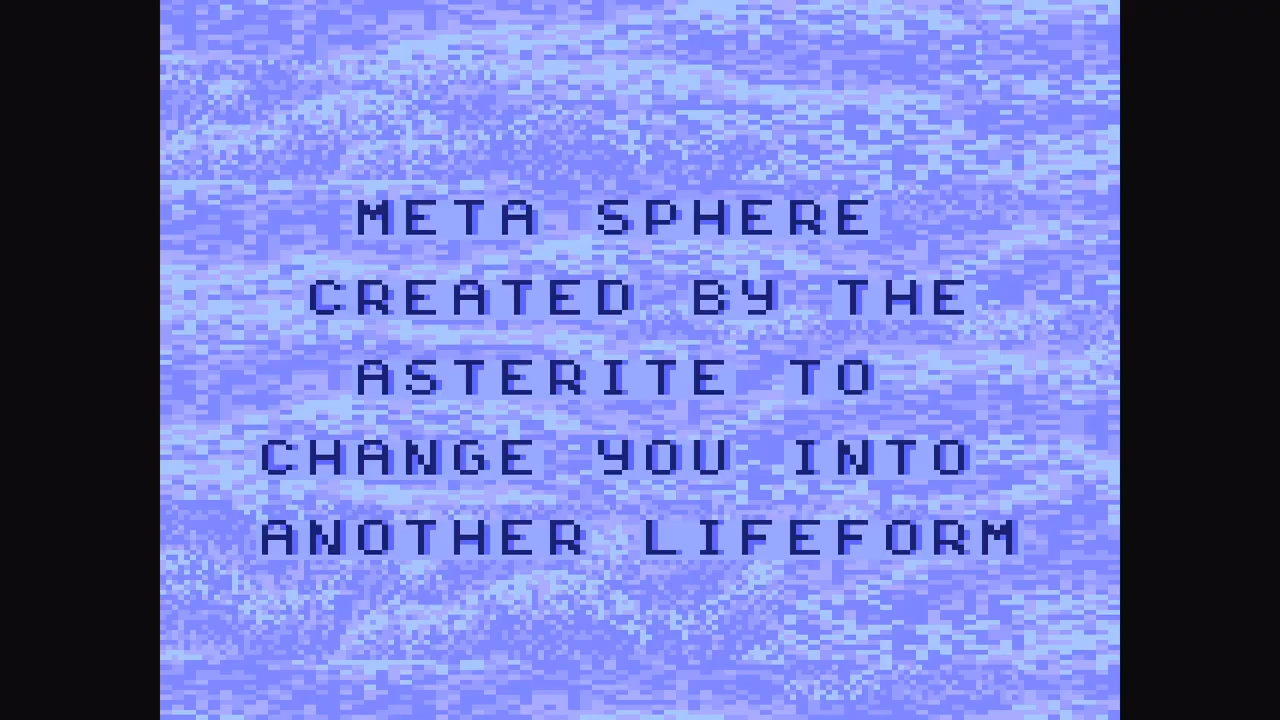 META SPHERE
CREATED BY THE
ASTERITE TO
CHANGE YOU INTO
ANOTHER LIFEFORM